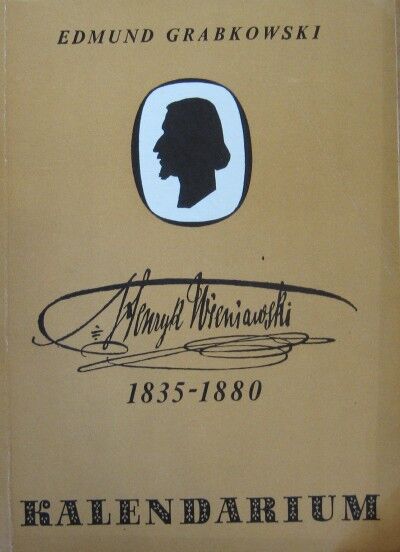 EDMUND GRABKOWSKI
Henryk Wieniawski
1835-1880
KALENDARIUM